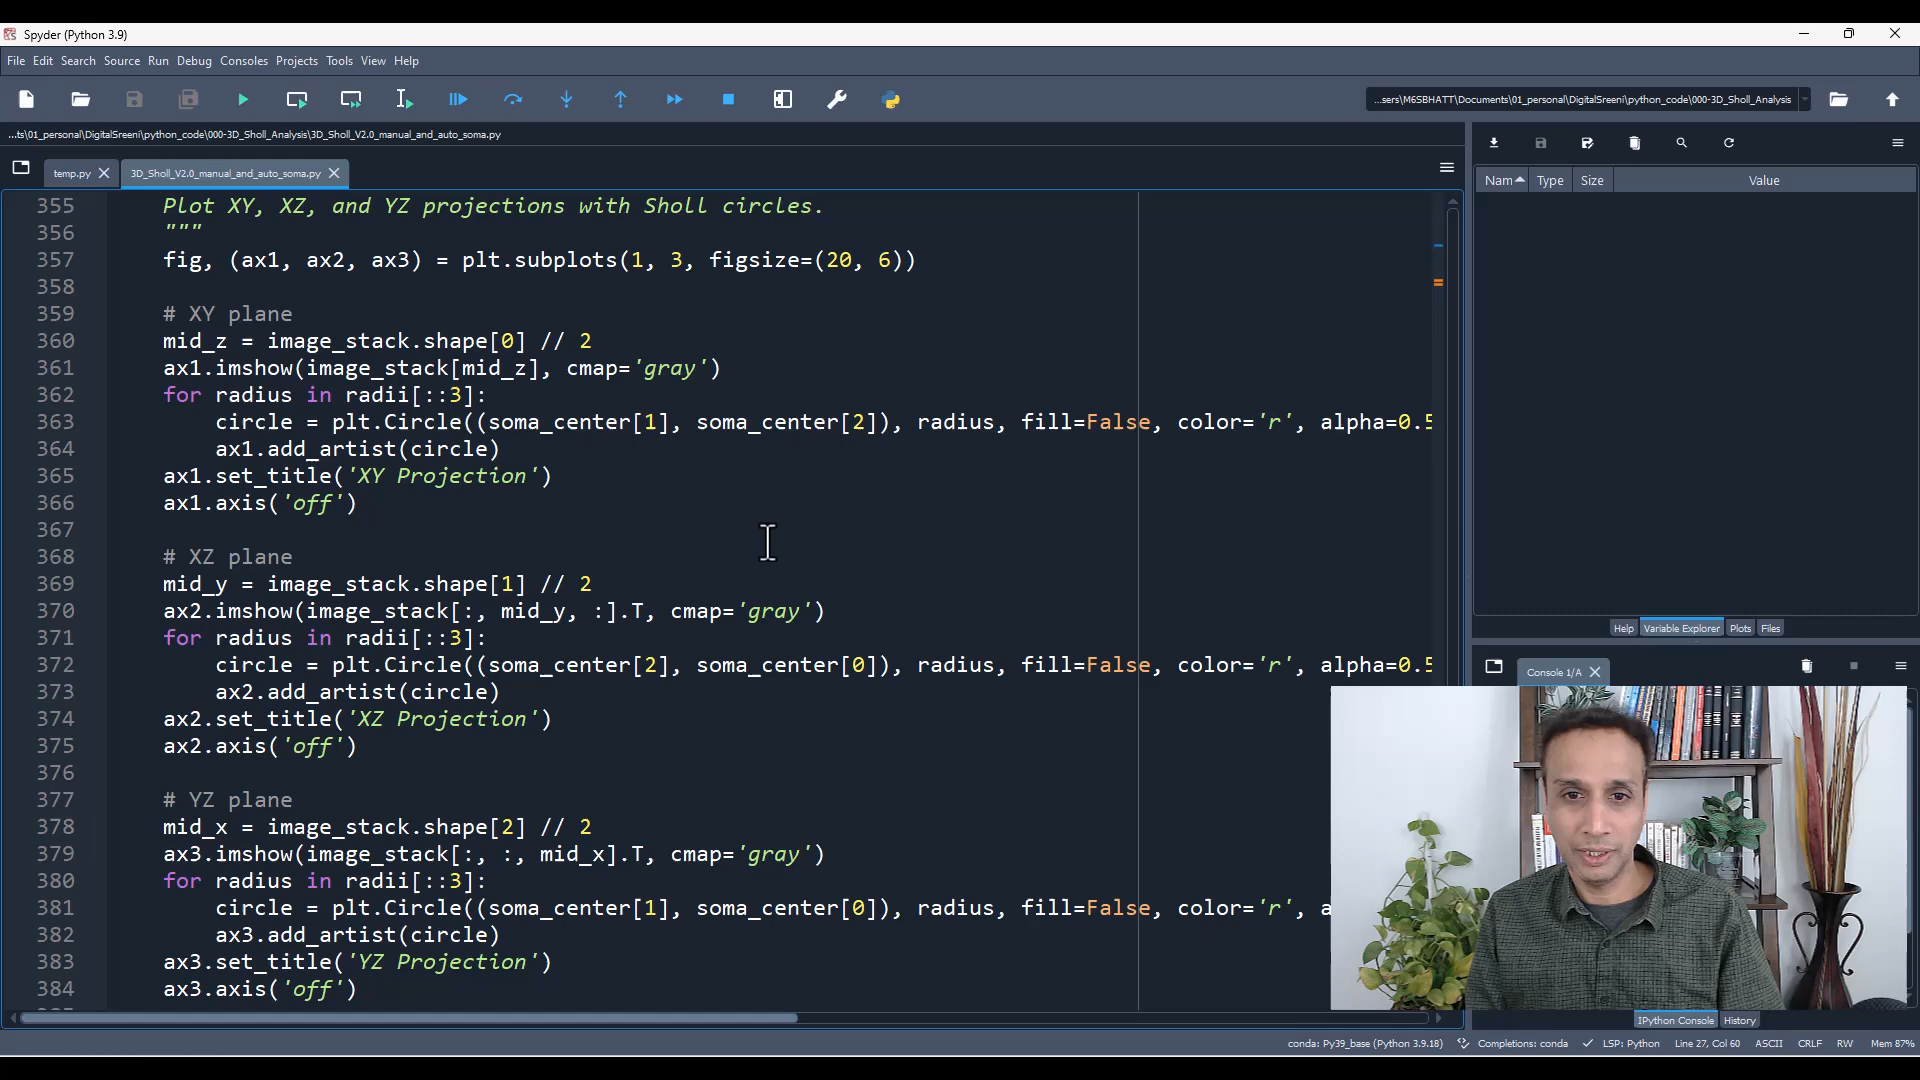 Spyder (Python 3.9)
File Edit Search Source Run Debug Consoles Projects Tools View Help
...sers\M6SBHATT\Documents\01_personal\DigitalSreeni\python_code\000-3D_Sholl_Analysis
...ts\01_personal\DigitalSreeni\python_code\000-3D_Sholl_Analysis\3D_Sholl_V2.0_manual_and_auto_soma.py
temp.py 3D_Sholl_V2.0_manual_and_auto_soma.py
355 Plot XY, XZ, and YZ projections with Sholl circles.
356 """
357 fig, (ax1, ax2, ax3) = plt.subplots(1, 3, figsize=(20, 6))
358
359 # XY plane
360 mid_z = image_stack.shape[0] // 2
361 ax1.imshow(image_stack[mid_z], cmap='gray')
362 for radius in radii[::3]:
363 circle = plt.Circle((soma_center[1], soma_center[2]), radius, fill=False, color='r', alpha=0.5
364 ax1.add_artist(circle)
365 ax1.set_title('XY Projection')
366 ax1.axis('off')
367
368 # XZ plane
369 mid_y = image_stack.shape[1] // 2
370 ax2.imshow(image_stack[:, mid_y, :].T, cmap='gray')
371 for radius in radii[::3]:
372 circle = plt.Circle((soma_center[2], soma_center[0]), radius, fill=False, color='r', alpha=0.5
373 ax2.add_artist(circle)
374 ax2.set_title('XZ Projection')
375 ax2.axis('off')
376
377 # YZ plane
378 mid_x = image_stack.shape[2] // 2
379 ax3.imshow(image_stack[:, :, mid_x].T, cmap='gray')
380 for radius in radii[::3]:
381 circle = plt.Circle((soma_center[1], soma_center[0]), radius, fill=False, color='r', a
382 ax3.add_artist(circle)
383 ax3.set_title('YZ Projection')
384 ax3.axis('off')
Nam Type Size Value
Help Variable Explorer Plots Files
Console 1/A
IPython Console History
conda: Py39_base (Python 3.9.18) Completions: conda LSP: Python Line 27, Col 60 ASCII CRLF RW Mem 87%